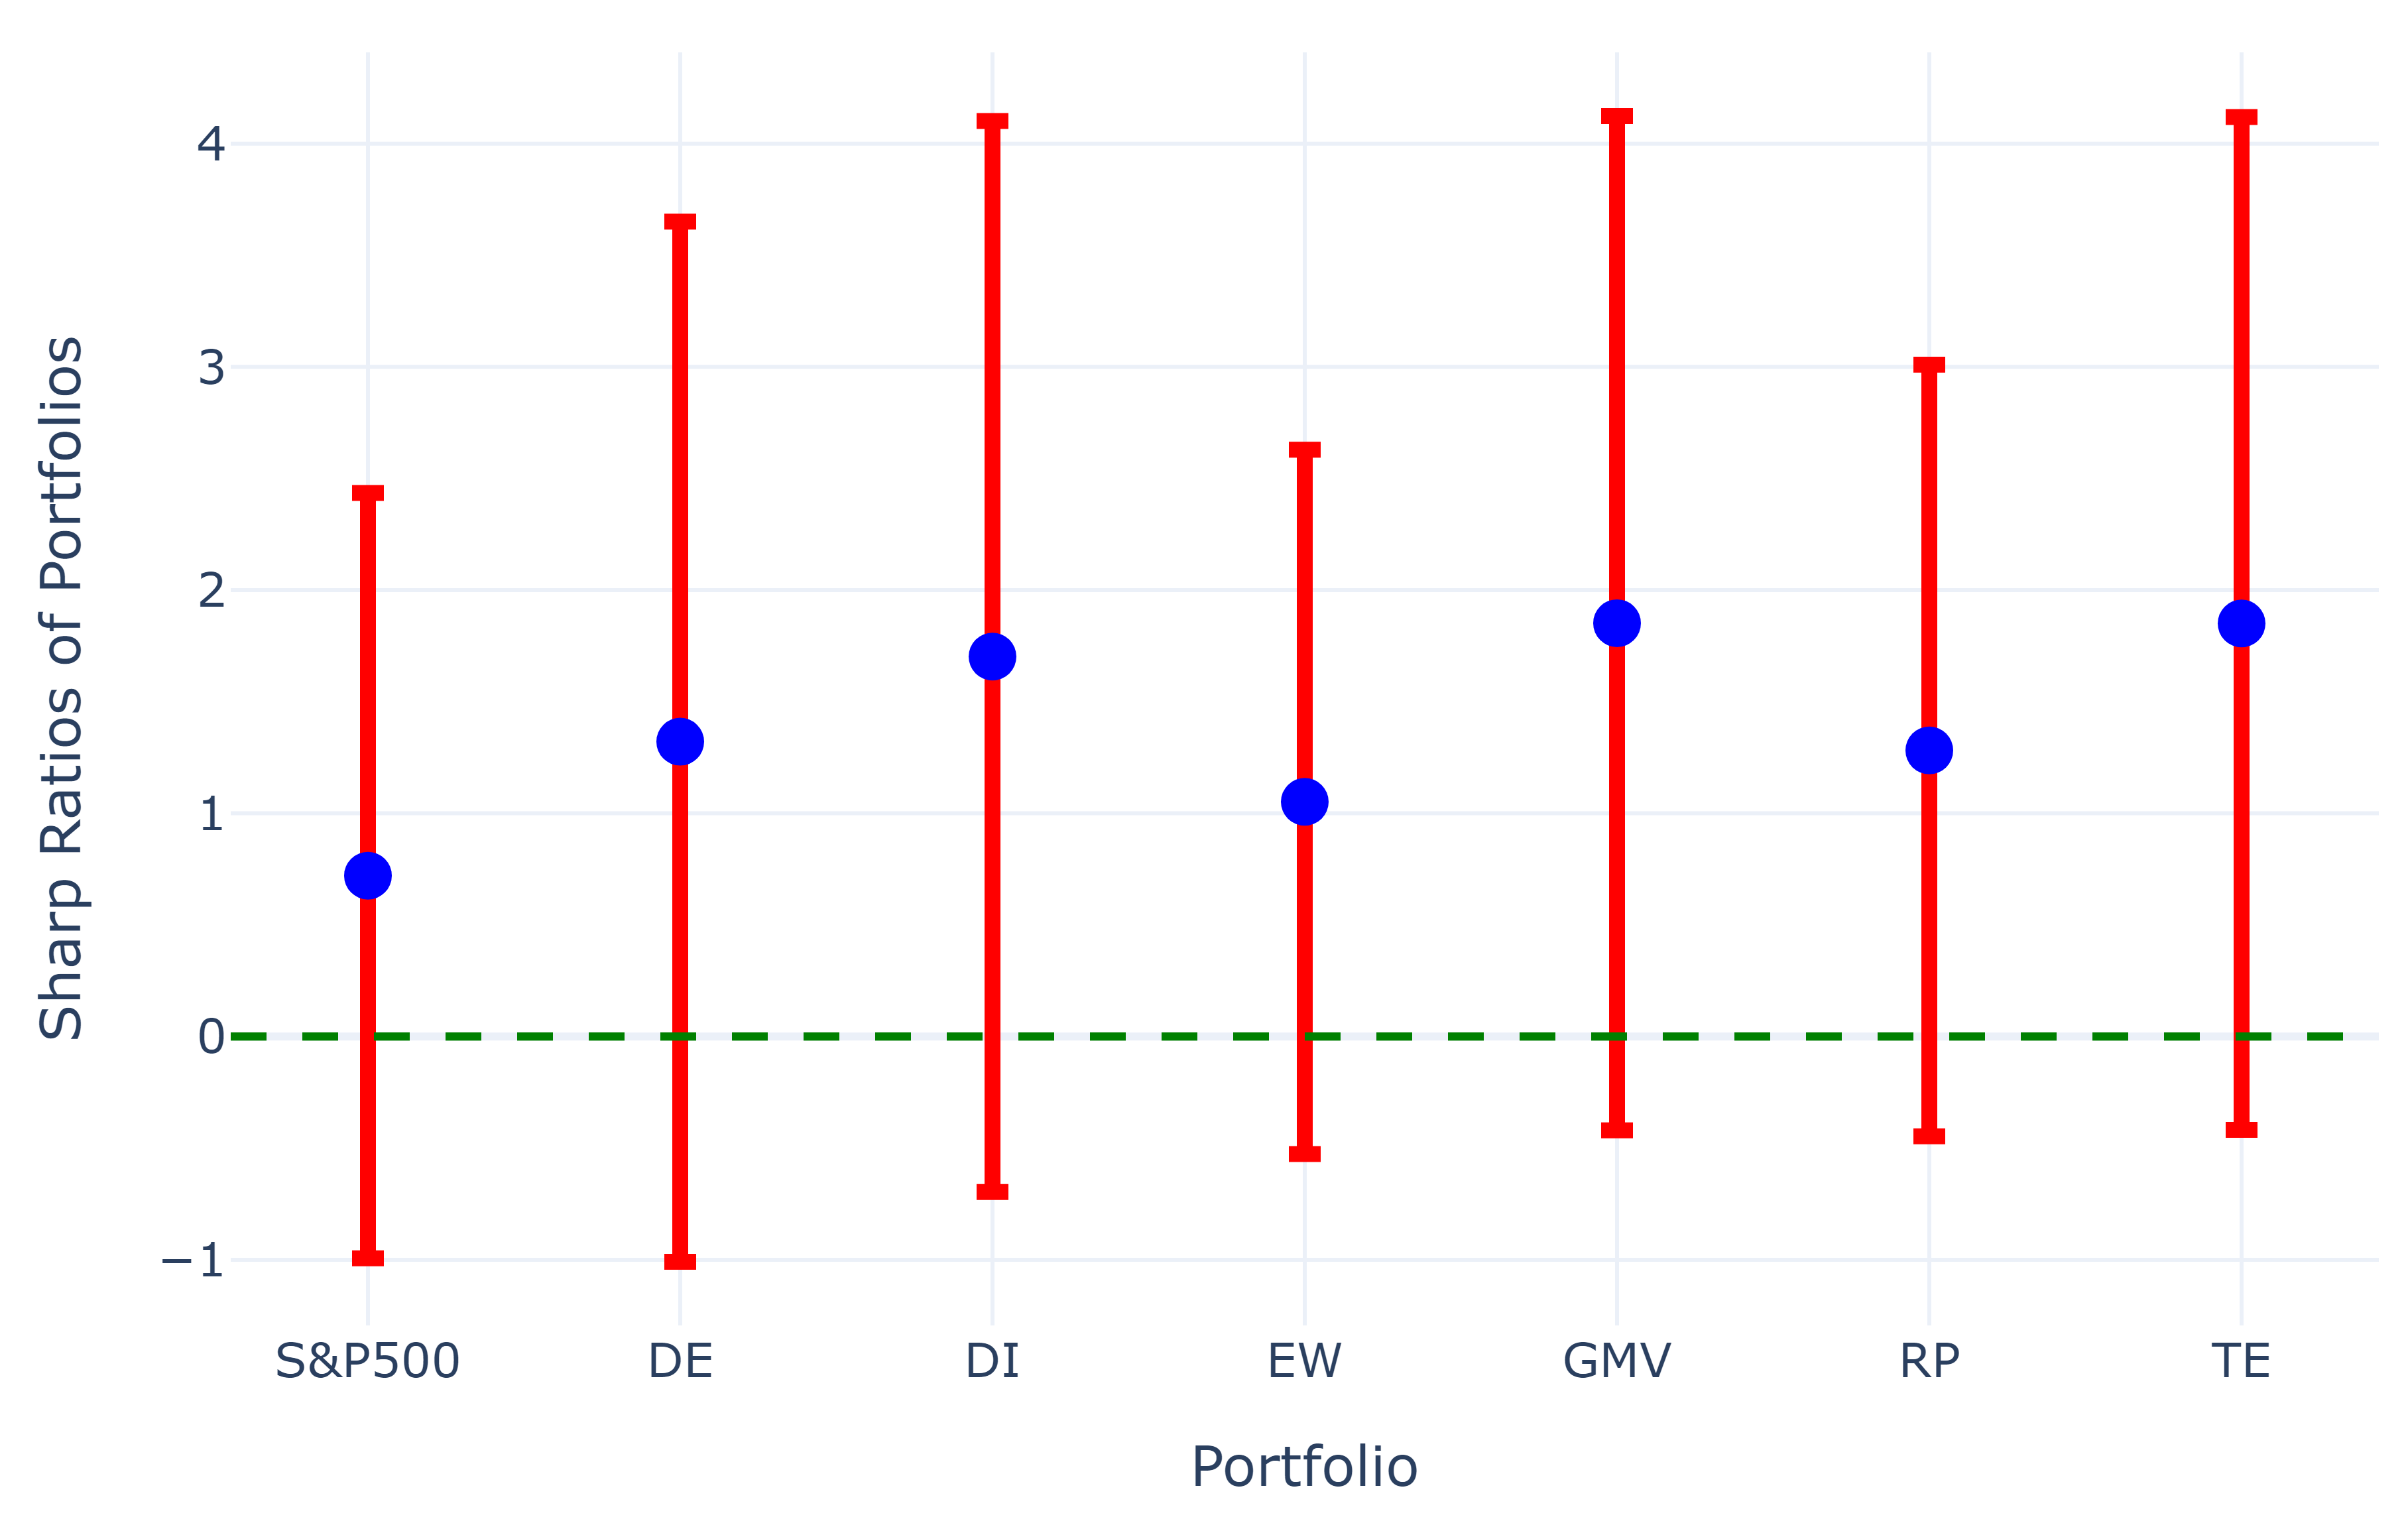 Sharp Ratios of Portfolios
4
3
2
1
0
−1
S&P500 DE DI EW GMV RP TE
Portfolio